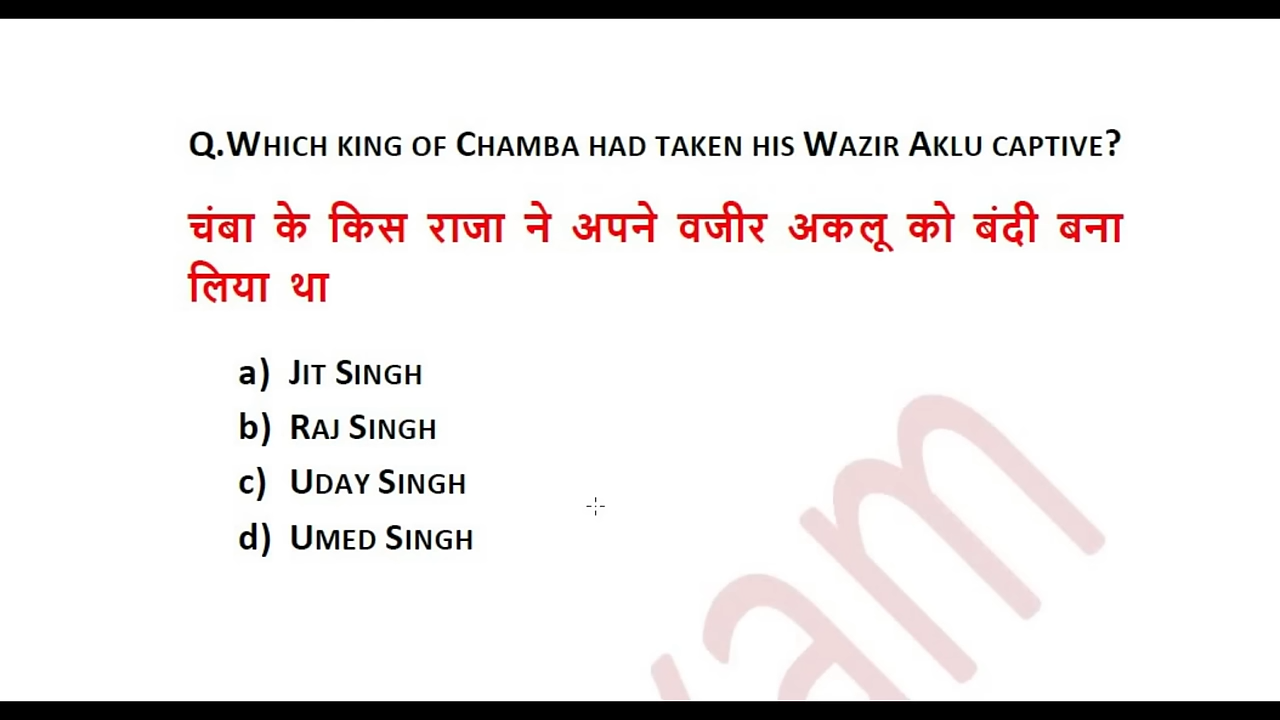 Q.Which king of Chamba had taken his Wazir Aklu captive?
चंबा के किस राजा ने अपने वजीर अकलू को बंदी बना
लिया था
a) Jit Singh
b) Raj Singh
c) Uday Singh
d) Umed Singh